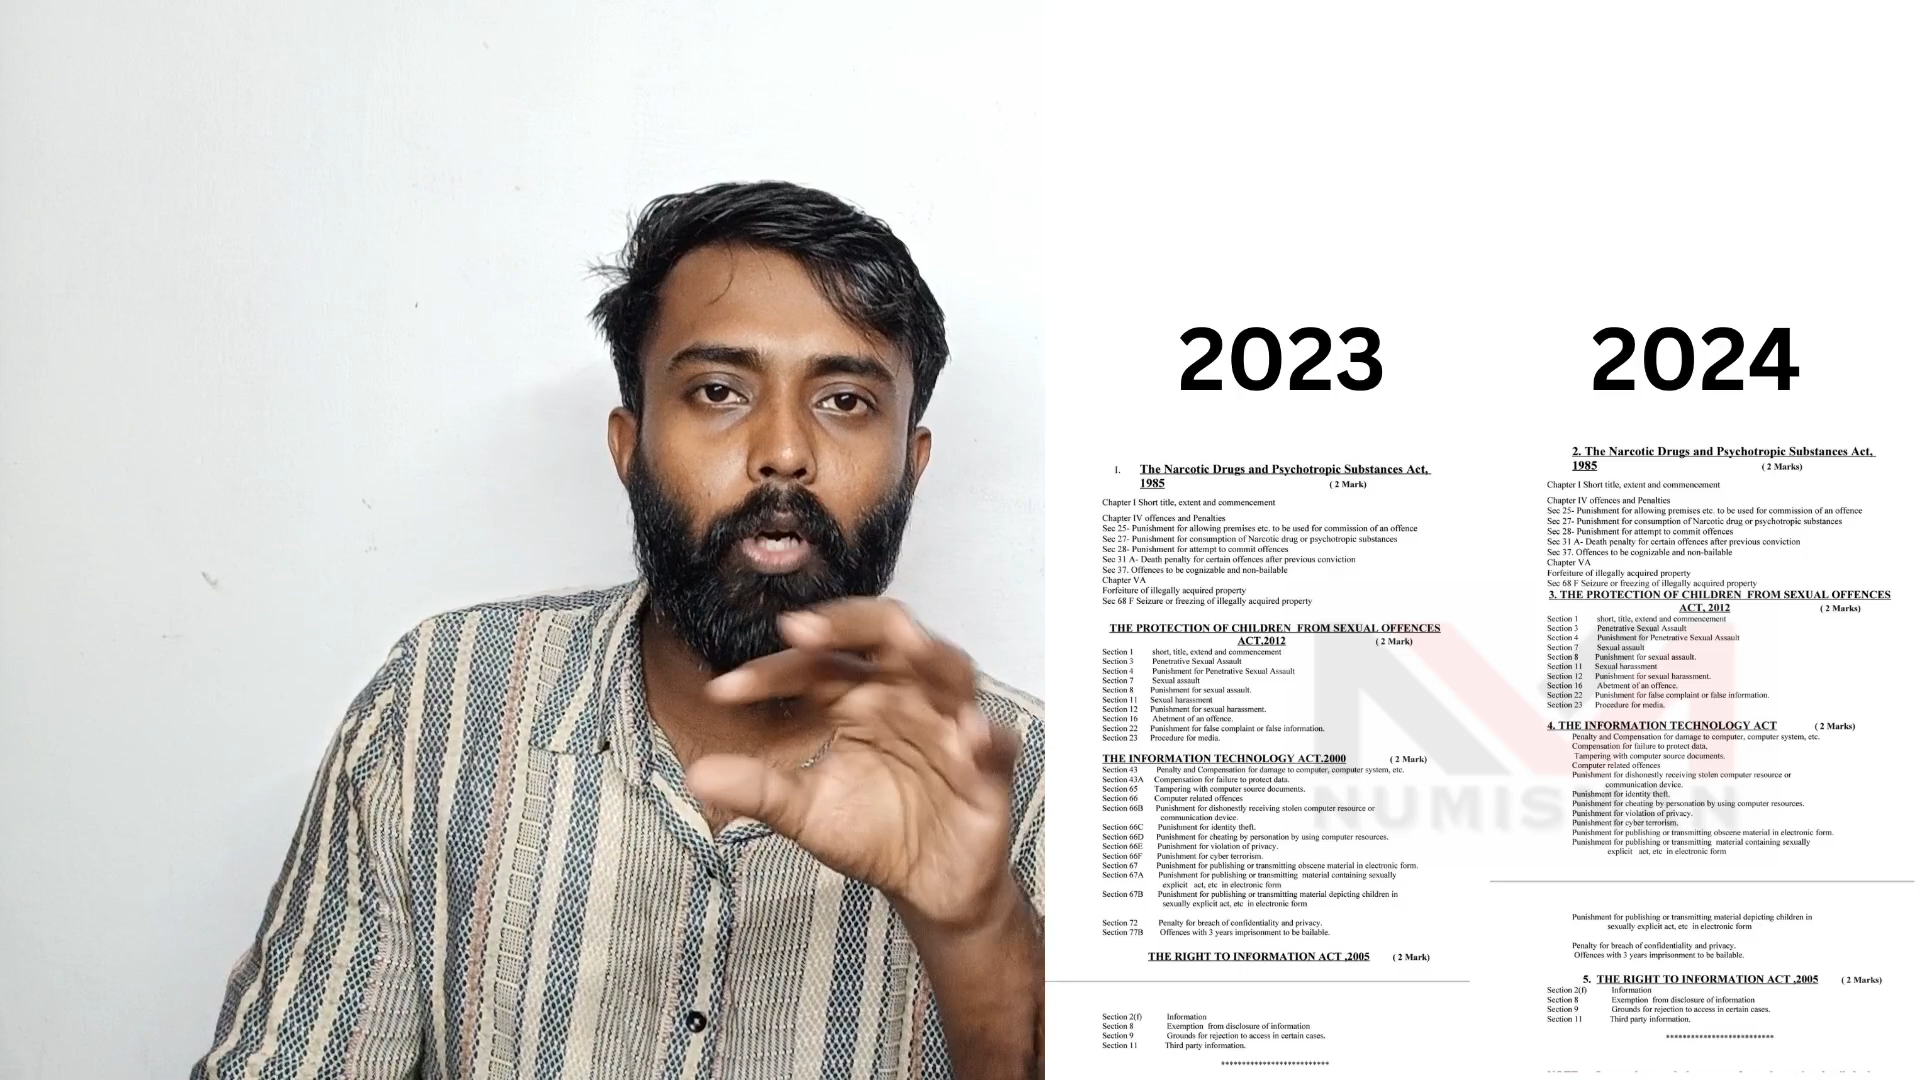 2023
1. The Narcotic Drugs and Psychotropic Substances Act,
1985 ( 2 Mark)
Chapter I Short title, extent and commencement
Chapter IV offences and Penalties
Sec 25- Punishment for allowing premises etc. to be used for commission of an offence
Sec 27- Punishment for consumption of Narcotic drug or psychotropic substances
Sec 28- Punishment for attempt to commit offences
Sec 31 A- Death penalty for certain offences after previous conviction
Sec 37. Offences to be cognizable and non-bailable
Chapter VA
Forfeiture of illegally acquired property
Sec 68 F Seizure or freezing of illegally acquired property
THE PROTECTION OF CHILDREN FROM SEXUAL OFFENCES
ACT,2012 ( 2 Mark)
Section 1 short, title, extend and commencement
Section 3 Penetrative Sexual Assault
Section 4 Punishment for Penetrative Sexual Assault
Section 7 Sexual assault
Section 8 Punishment for sexual assault.
Section 11 Sexual harassment
Section 12 Punishment for sexual harassment.
Section 16 Abetment of an offence.
Section 22 Punishment for false complaint or false information.
Section 23 Procedure for media.
THE INFORMATION TECHNOLOGY ACT.2000 ( 2 Mark)
Section 43 Penalty and Compensation for damage to computer, computer system, etc.
Section 43A Compensation for failure to protect data.
Section 65 Tampering with computer source documents.
Section 66 Computer related offences
Section 66B Punishment for dishonestly receiving stolen computer resource or
communication device.
Section 66C Punishment for identity theft.
Section 66D Punishment for cheating by personation by using computer resources.
Section 66E Punishment for violation of privacy.
Section 66F Punishment for cyber terrorism.
Section 67 Punishment for publishing or transmitting obscene material in electronic form.
Section 67A Punishment for publishing or transmitting material containing sexually
explicit act, etc in electronic form
Section 67B Punishment for publishing or transmitting material depicting children in
sexually explicit act, etc in electronic form
Section 72 Penalty for breach of confidentiality and privacy.
Section 77B Offences with 3 years imprisonment to be bailable.
THE RIGHT TO INFORMATION ACT ,2005 ( 2 Mark)
Section 2(f) Information
Section 8 Exemption from disclosure of information
Section 9 Grounds for rejection to access in certain cases.
Section 11 Third party information.
**************************
2024
2. The Narcotic Drugs and Psychotropic Substances Act,
1985 ( 2 Marks)
Chapter I Short title, extent and commencement
Chapter IV offences and Penalties
Sec 25- Punishment for allowing premises etc. to be used for commission of an offence
Sec 27- Punishment for consumption of Narcotic drug or psychotropic substances
Sec 28- Punishment for attempt to commit offences
Sec 31 A- Death penalty for certain offences after previous conviction
Sec 37. Offences to be cognizable and non-bailable
Chapter VA
Forfeiture of illegally acquired property
Sec 68 F Seizure or freezing of illegally acquired property
3. THE PROTECTION OF CHILDREN FROM SEXUAL OFFENCES
ACT, 2012 ( 2 Marks)
Section 1 short, title, extend and commencement
Section 3 Penetrative Sexual Assault
Section 4 Punishment for Penetrative Sexual Assault
Section 7 Sexual assault
Section 8 Punishment for sexual assault.
Section 11 Sexual harassment
Section 12 Punishment for sexual harassment.
Section 16 Abetment of an offence.
Section 22 Punishment for false complaint or false information.
Section 23 Procedure for media.
4. THE INFORMATION TECHNOLOGY ACT ( 2 Marks)
Penalty and Compensation for damage to computer, computer system, etc.
Compensation for failure to protect data.
Tampering with computer source documents.
Computer related offences
Punishment for dishonestly receiving stolen computer resource or
communication device.
Punishment for identity theft.
Punishment for cheating by personation by using computer resources.
Punishment for violation of privacy.
Punishment for cyber terrorism.
Punishment for publishing or transmitting obscene material in electronic form.
Punishment for publishing or transmitting material containing sexually
explicit act, etc in electronic form
Punishment for publishing or transmitting material depicting children in
sexually explicit act, etc in electronic form
Penalty for breach of confidentiality and privacy.
Offences with 3 years imprisonment to be bailable.
5. THE RIGHT TO INFORMATION ACT ,2005 ( 2 Marks)
Section 2(f) Information
Section 8 Exemption from disclosure of information
Section 9 Grounds for rejection to access in certain cases.
Section 11 Third party information.
**************************